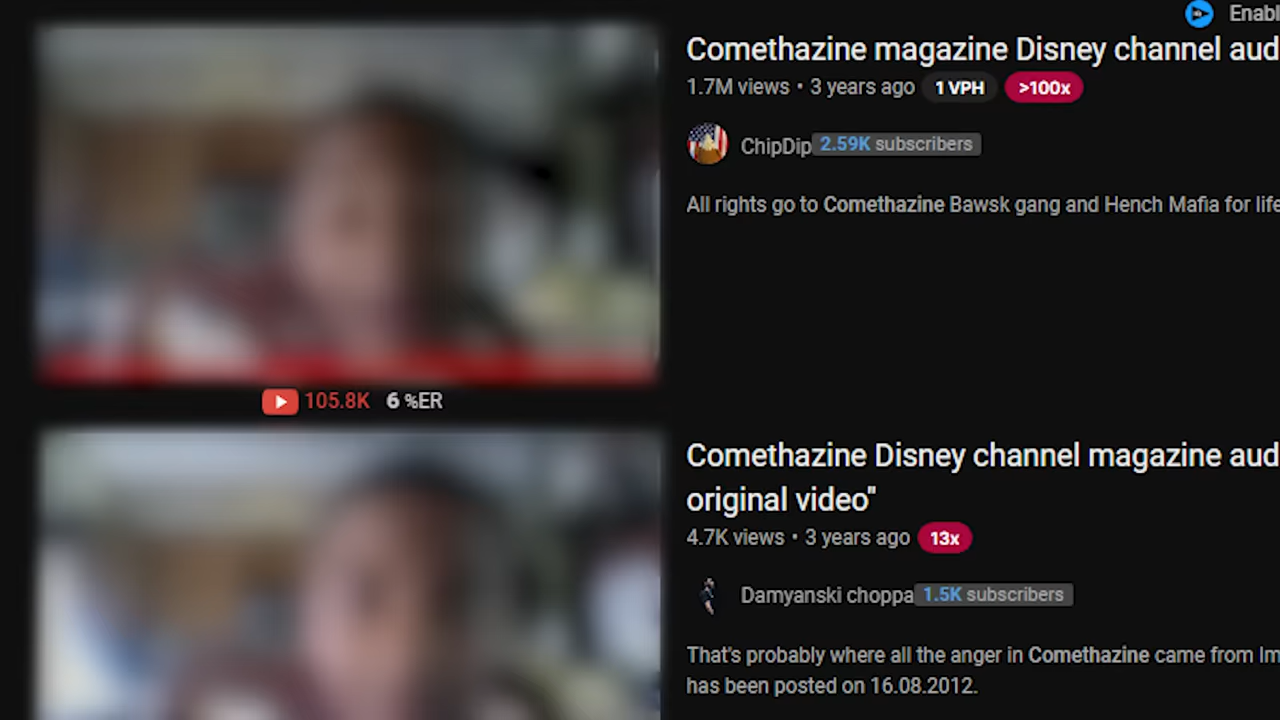 Enabl
Comethazine magazine Disney channel aud
1.7M views • 3 years ago 1 VPH >100x
ChipDip 2.59K subscribers
All rights go to Comethazine Bawsk gang and Hench Mafia for life
105.8K 6 %ER
Comethazine Disney channel magazine aud
original video"
4.7K views • 3 years ago 13x
Damyanski choppa 1.5K subscribers
That's probably where all the anger in Comethazine came from Im
has been posted on 16.08.2012.